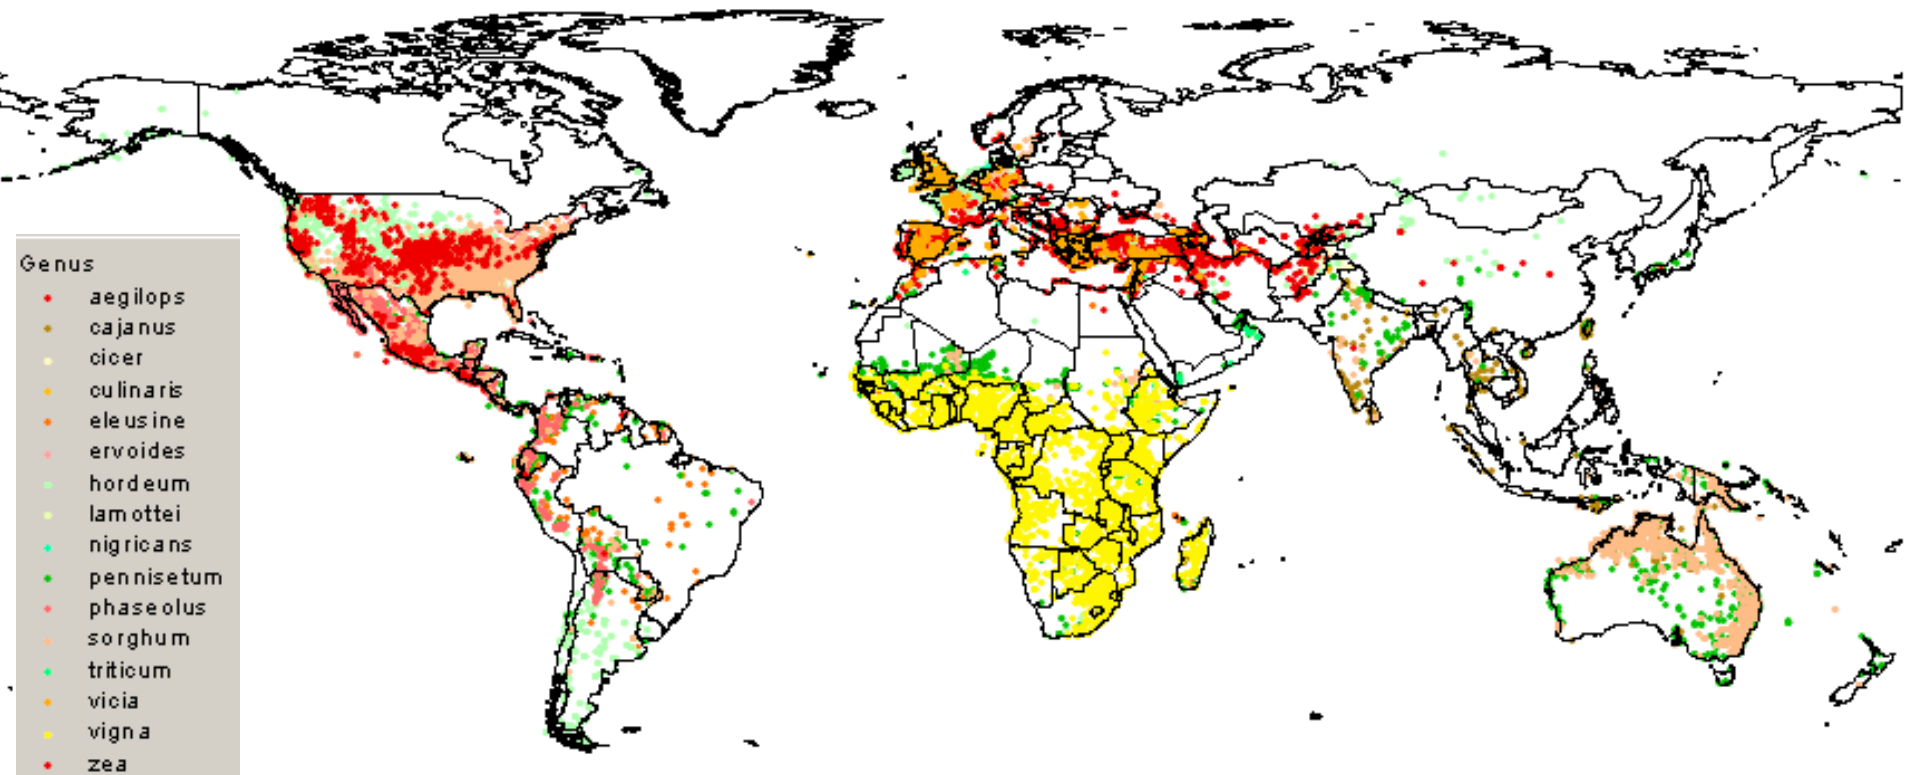 Genus
aegilops
cajanus
cicer
culinaris
eleusine
ervoides
hordeum
lamottei
nigricans
pennisetum
phaseolus
sorghum
triticum
vicia
vigna
zea